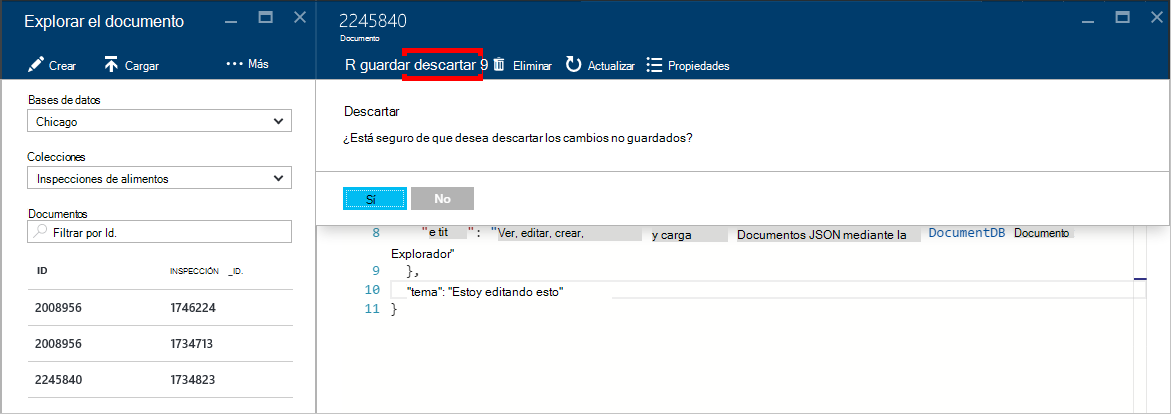 Explorar el documento
Crear Cargar ••• Más
Bases de datos
Chicago
Colecciones
Inspecciones de alimentos
Documentos
Filtrar por Id.
ID INSPECCIÓN _ID.
2008956 1746224
2008956 1734713
2245840 1734823
2245840
Documento
R guardar descartar 9 Eliminar Actualizar Propiedades
Descartar
¿Está seguro de que desea descartar los cambios no guardados?
Sí No
8 "e tit ": "Ver, editar, crear, y carga Documentos JSON mediante la DocumentDB Documento
Explorador"
9 },
10 "tema": "Estoy editando esto"
11 }